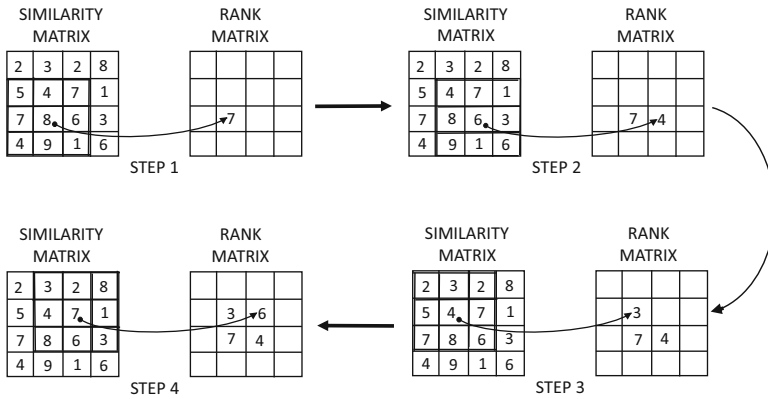 SIMILARITY MATRIX
RANK MATRIX
2 3 2 8
5 4 7 1
7 8 6 3
4 9 1 6
7
STEP 1
SIMILARITY MATRIX
RANK MATRIX
2 3 2 8
5 4 7 1
7 8 6 3
4 9 1 6
7 4
STEP 2
SIMILARITY MATRIX
RANK MATRIX
2 3 2 8
5 4 7 1
7 8 6 3
4 9 1 6
3 6
7 4
STEP 4
SIMILARITY MATRIX
RANK MATRIX
2 3 2 8
5 4 7 1
7 8 6 3
4 9 1 6
3
7 4
STEP 3